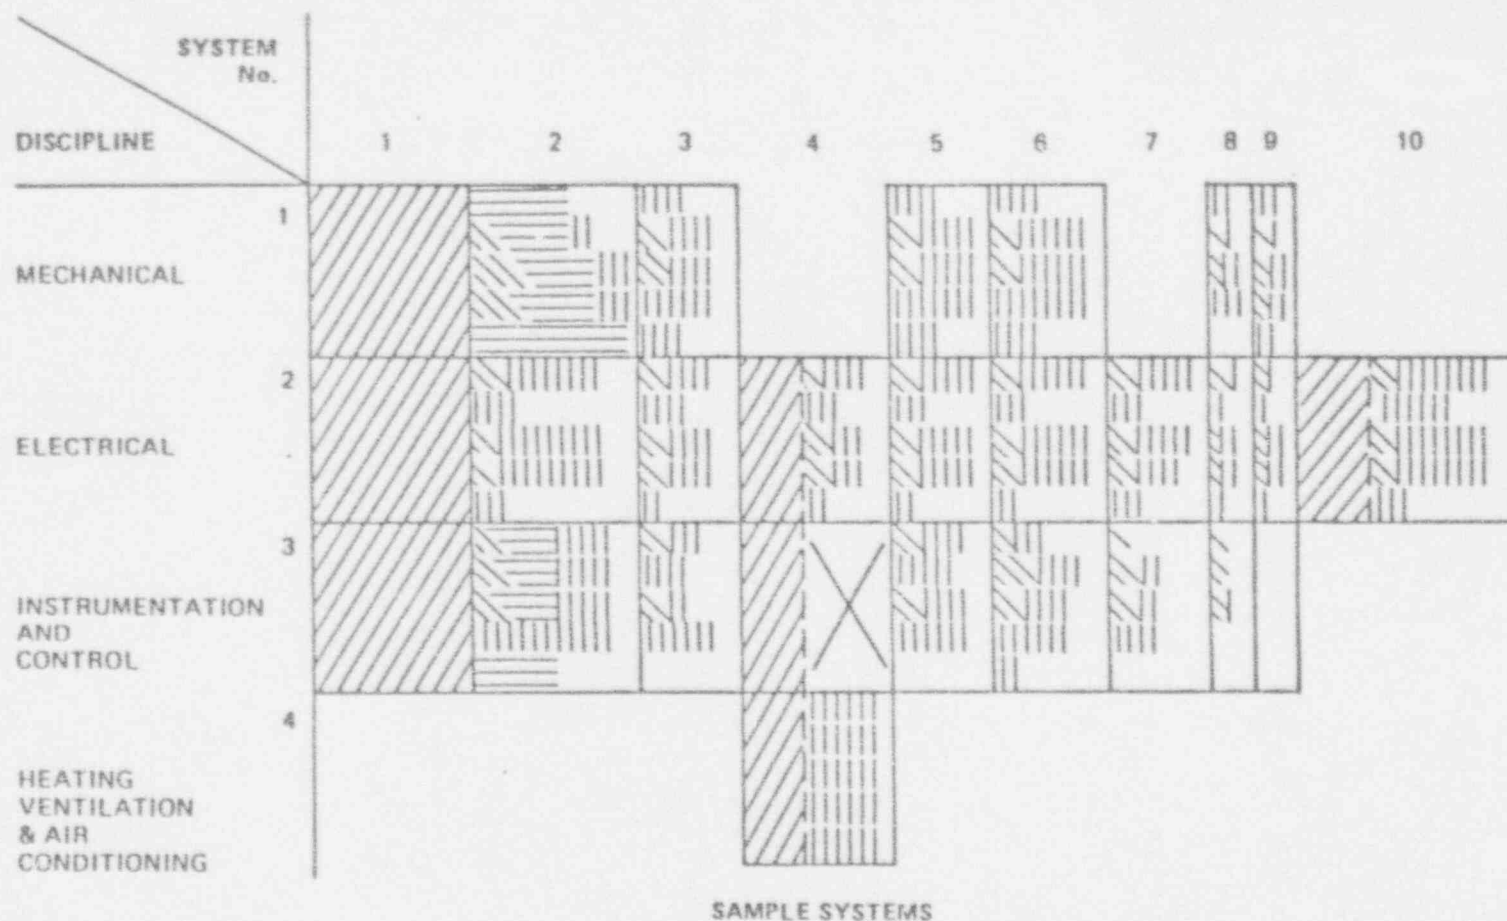 SYSTEM
No.
DISCIPLINE
1 2 3 4 5 6 7 8 9 10
1
MECHANICAL
2
ELECTRICAL
3
INSTRUMENTATION
AND
CONTROL
4
HEATING
VENTILATION
& AIR
CONDITIONING
SAMPLE SYSTEMS